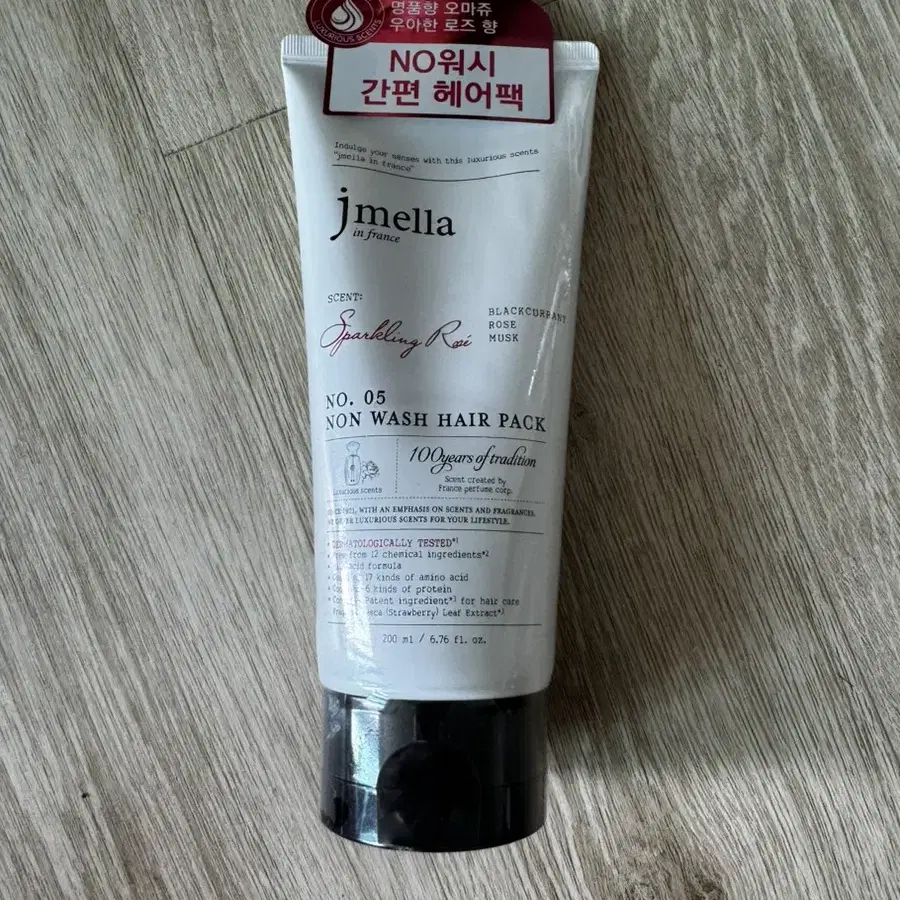 명품향 오마쥬
우아한 로즈 향
LUXURIOUS SCENTS
NO워시
간편 헤어팩
Indulge your senses with this luxurious scents
"jmella in france"
jmella
in france
SCENT:
Sparkling Rosé
BLACKCURRANT
ROSE
MUSK
NO. 05
NON WASH HAIR PACK
LUXURIOUS SCENTS
100years of tradition
Scent created by
France perfume corp.
WITH AN EMPHASIS ON SCENTS AND FRAGRANCES,
LUXURIOUS SCENTS FOR YOUR LIFESTYLE.
• DERMATOLOGICALLY TESTED*1
• Free from 12 chemical ingredients*2
• acid formula
• 17 kinds of amino acid
• 6 kinds of protein
• Patent ingredient*3 for hair care
(Strawberry) Leaf Extract*3
200 ml / 6.76 fl. oz.